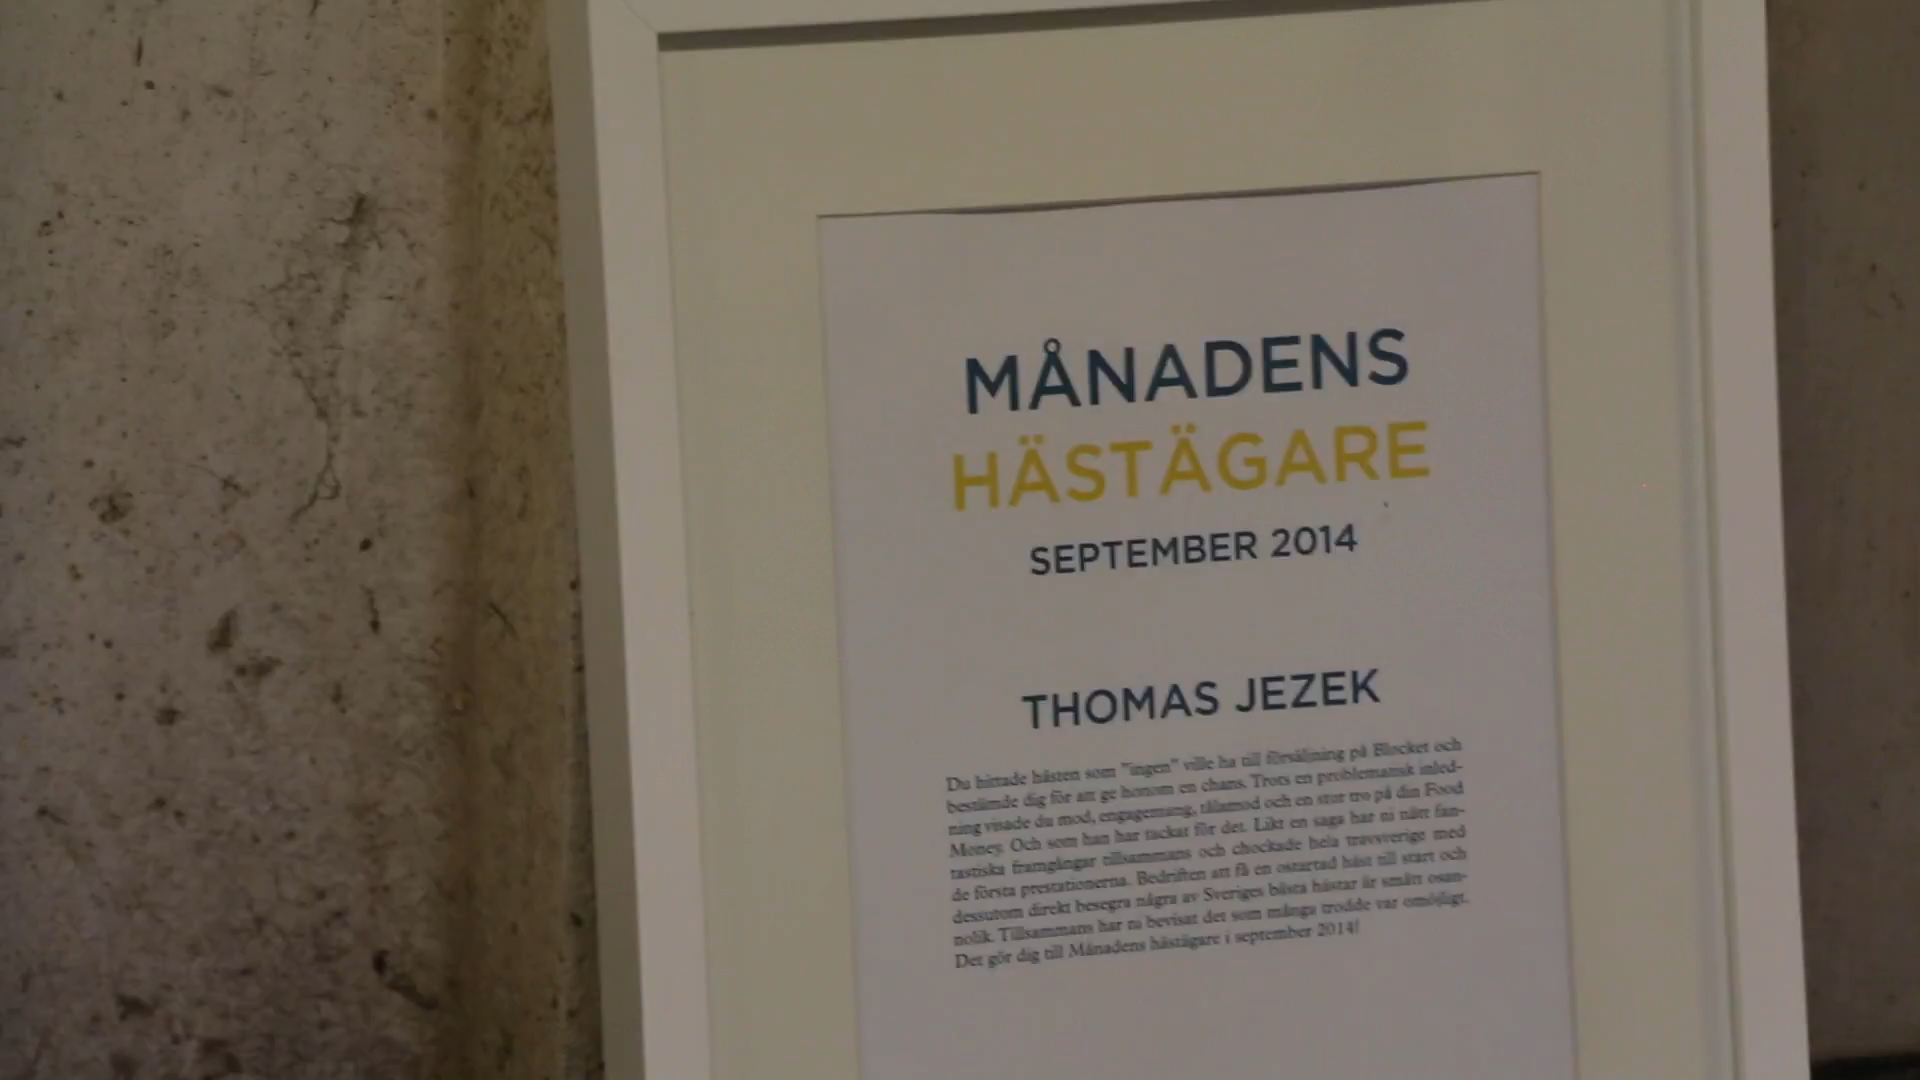 MÅNADENS
HÄSTÄGARE
SEPTEMBER 2014
THOMAS JEZEK
Du hittade hästen som "ingen" ville ha till försäljning på Blocket och
bestämde dig för att ge honom en chans. Trots en problematisk inled-
ning visade du mod, engagemang, tålamod och en stor tro på din Food
Money. Och som han har tackat för det. Likt en saga har ni nått fan-
tastiska framgångar tillsammans och chockade hela travsverige med
de första prestationerna. Bedriften att få en ostartad häst till start och
dessutom direkt besegra några av Sveriges bästa hästar är smått osan-
nolik. Tillsammans har ni bevisat det som många trodde var omöjligt.
Det gör dig till Månadens hästägare i september 2014!